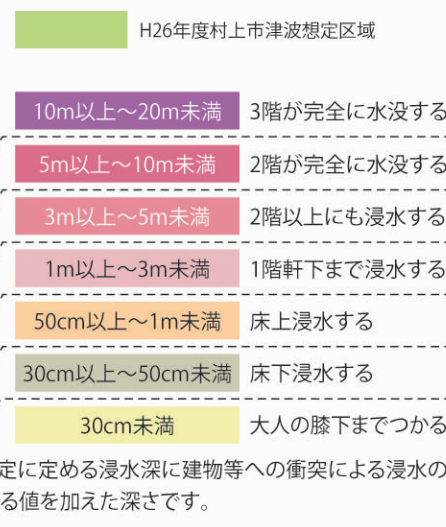 H26年度村上市津波想定区域
10m以上～20m未満 3階が完全に水没する
5m以上～10m未満 2階が完全に水没する
3m以上～5m未満 2階以上にも浸水する
1m以上～3m未満 1階軒下まで浸水する
50cm以上～1m未満 床上浸水する
30cm以上～50cm未満 床下浸水する
30cm未満 大人の膝下までつかる
定に定める浸水深に建物等への衝突による浸水の
る値を加えた深さです。